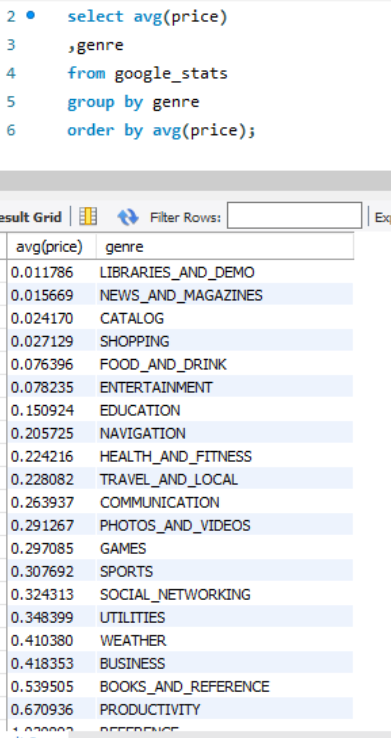 2 select avg(price)
3 ,genre
4 from google_stats
5 group by genre
6 order by avg(price);
esult Grid Filter Rows: Exp
avg(price) genre
0.011786 LIBRARIES_AND_DEMO
0.015669 NEWS_AND_MAGAZINES
0.024170 CATALOG
0.027129 SHOPPING
0.076396 FOOD_AND_DRINK
0.078235 ENTERTAINMENT
0.150924 EDUCATION
0.205725 NAVIGATION
0.224216 HEALTH_AND_FITNESS
0.228082 TRAVEL_AND_LOCAL
0.263937 COMMUNICATION
0.291267 PHOTOS_AND_VIDEOS
0.297085 GAMES
0.307692 SPORTS
0.324313 SOCIAL_NETWORKING
0.348399 UTILITIES
0.410380 WEATHER
0.418353 BUSINESS
0.539505 BOOKS_AND_REFERENCE
0.670936 PRODUCTIVITY
REFERENCE